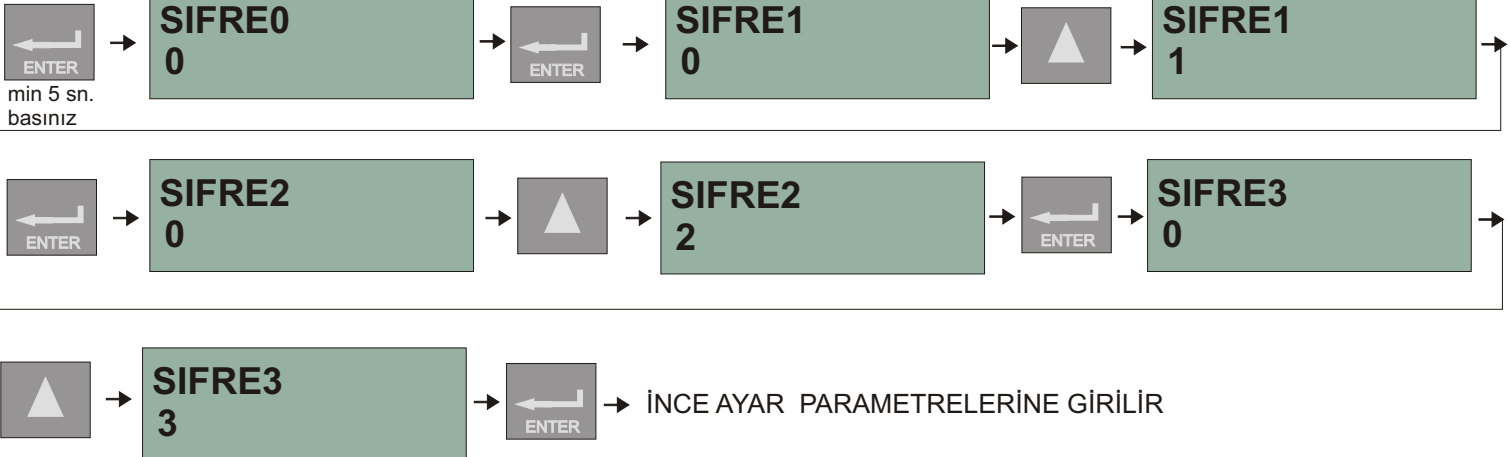 ENTER
min 5 sn.
basınız
SIFRE0
0
ENTER
SIFRE1
0
SIFRE1
1
ENTER
SIFRE2
0
SIFRE2
2
ENTER
SIFRE3
0
SIFRE3
3
ENTER
İNCE AYAR PARAMETRELERİNE GİRİLİR